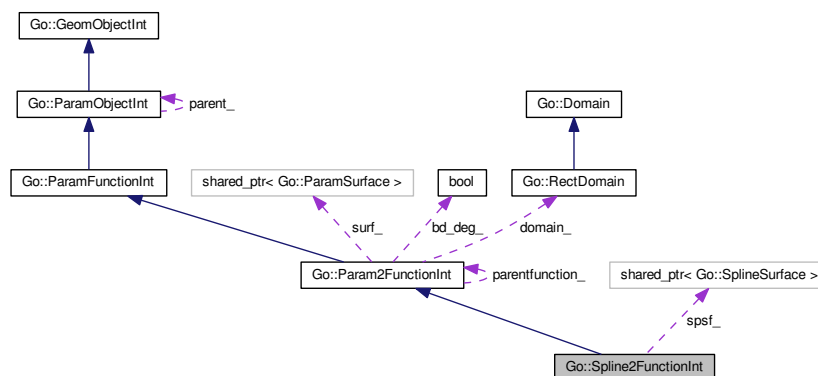 Go::GeomObjectInt
Go::ParamObjectInt
parent_
Go::Domain
Go::ParamFunctionInt
shared_ptr< Go::ParamSurface >
bool
Go::RectDomain
surf_
bd_deg_
domain_
Go::Param2FunctionInt
parentfunction_
shared_ptr< Go::SplineSurface >
spsf_
Go::Spline2FunctionInt